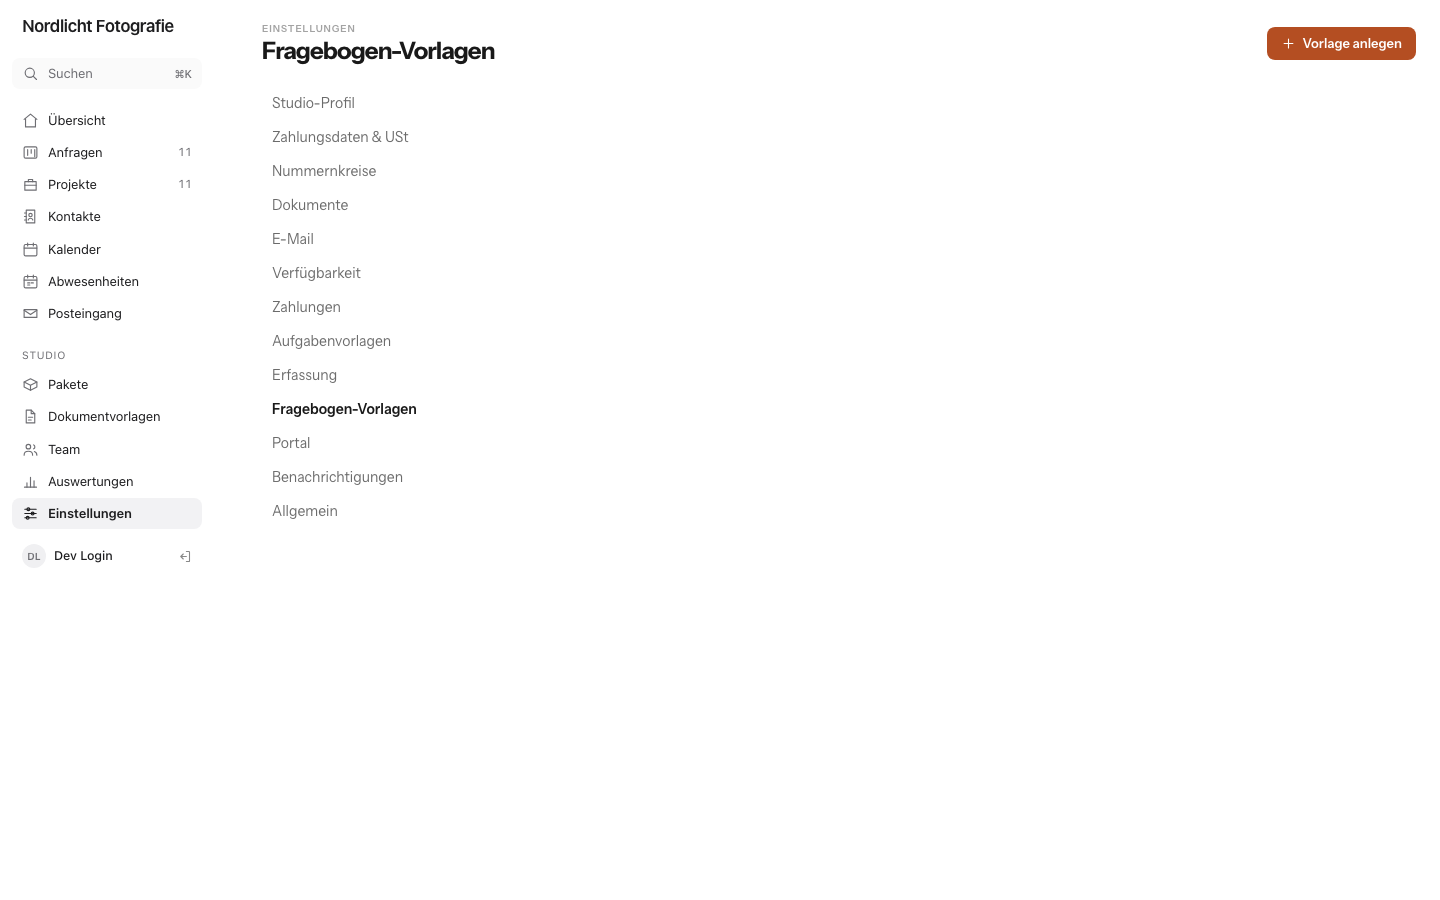 Nordlicht Fotografie
Suchen ⌘K
Übersicht
Anfragen 11
Projekte 11
Kontakte
Kalender
Abwesenheiten
Posteingang
STUDIO
Pakete
Dokumentvorlagen
Team
Auswertungen
Einstellungen
DL Dev Login
EINSTELLUNGEN
Fragebogen-Vorlagen
Vorlage anlegen
Studio-Profil
Zahlungsdaten & USt
Nummernkreise
Dokumente
E-Mail
Verfügbarkeit
Zahlungen
Aufgabenvorlagen
Erfassung
Fragebogen-Vorlagen
Portal
Benachrichtigungen
Allgemein